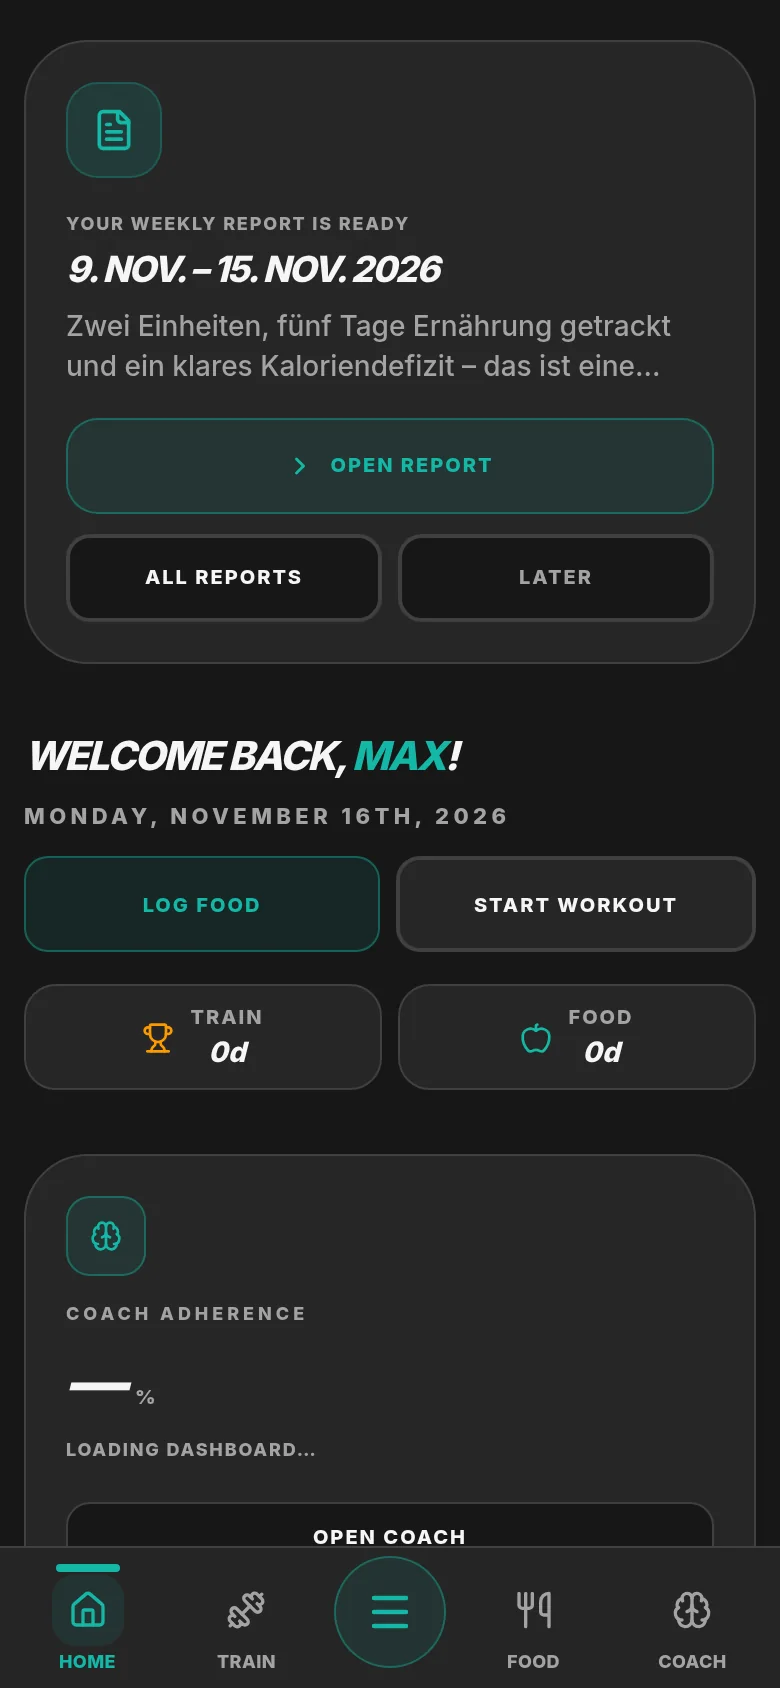 YOUR WEEKLY REPORT IS READY
9. NOV. – 15. NOV. 2026
Zwei Einheiten, fünf Tage Ernährung getrackt
und ein klares Kaloriendefizit – das ist eine...
OPEN REPORT
ALL REPORTS
LATER
WELCOME BACK, MAX!
MONDAY, NOVEMBER 16TH, 2026
LOG FOOD
START WORKOUT
TRAIN
0d
FOOD
0d
COACH ADHERENCE
—%
LOADING DASHBOARD...
OPEN COACH
HOME
TRAIN
FOOD
COACH